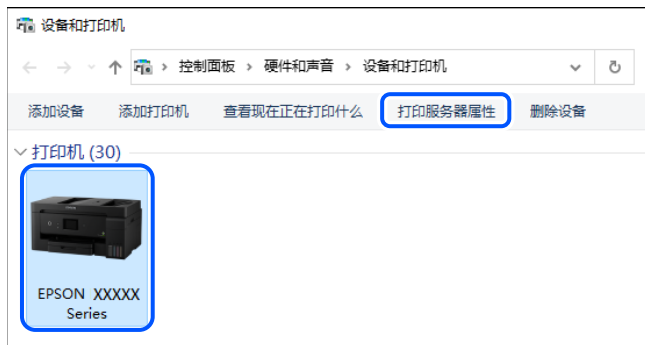 设备和打印机
控制面板 › 硬件和声音 › 设备和打印机
添加设备 添加打印机 查看现在正在打印什么 打印服务器属性 删除设备
打印机 (30)
EPSON XXXXX
Series